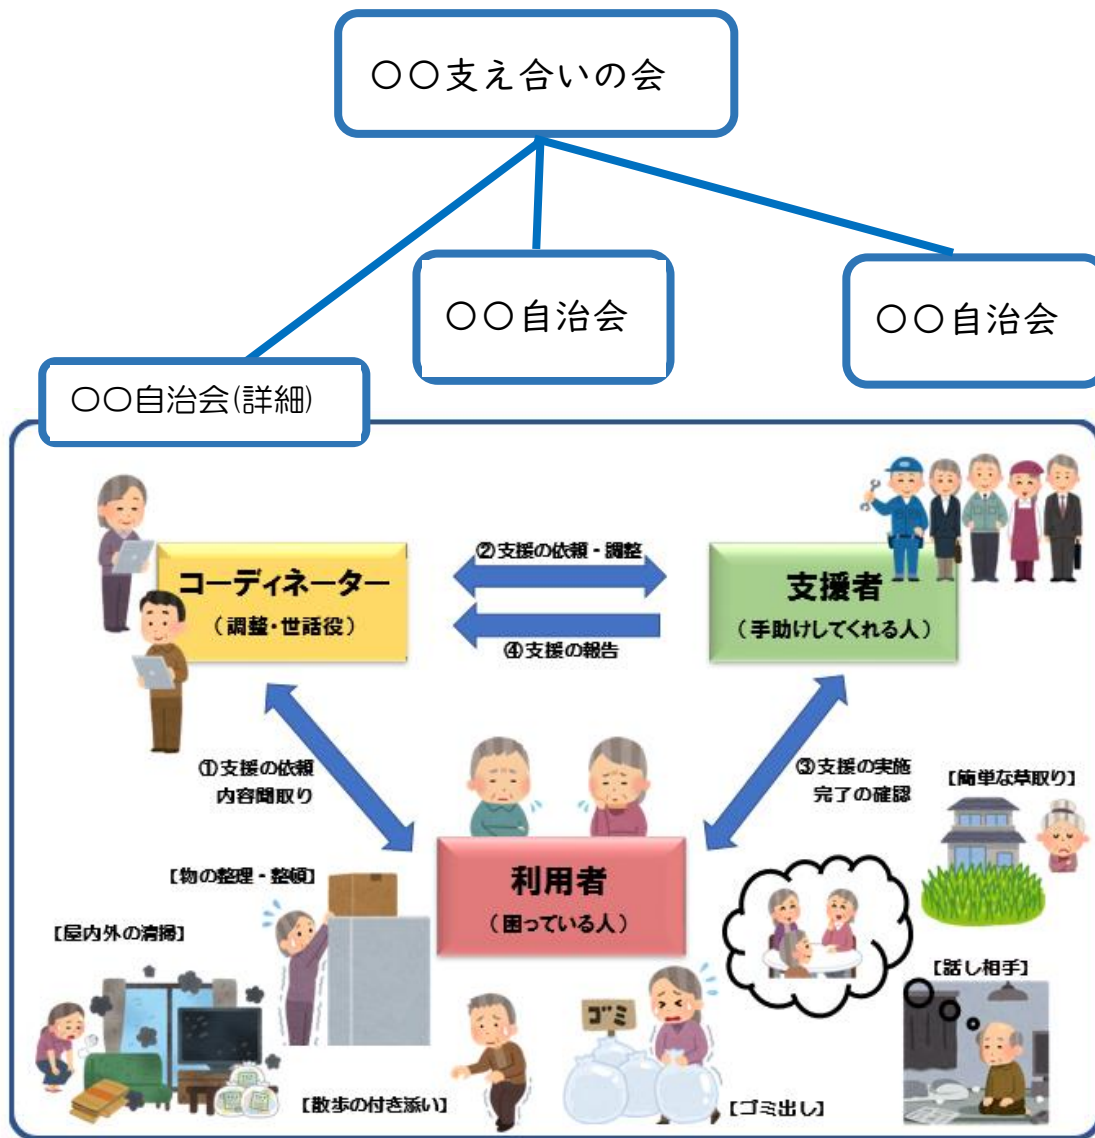 〇〇支え合いの会
〇〇自治会
〇〇自治会
〇〇自治会(詳細)
②支援の依頼・調整
コーディネーター
（調整・世話役）
支援者
（手助けしてくれる人）
④支援の報告
①支援の依頼
内容聞取り
③支援の実施
完了の確認
【簡単な草取り】
利用者
（困っている人）
【物の整理・整頓】
【屋内外の清掃】
【話し相手】
ゴミ
【散歩の付き添い】
【ゴミ出し】